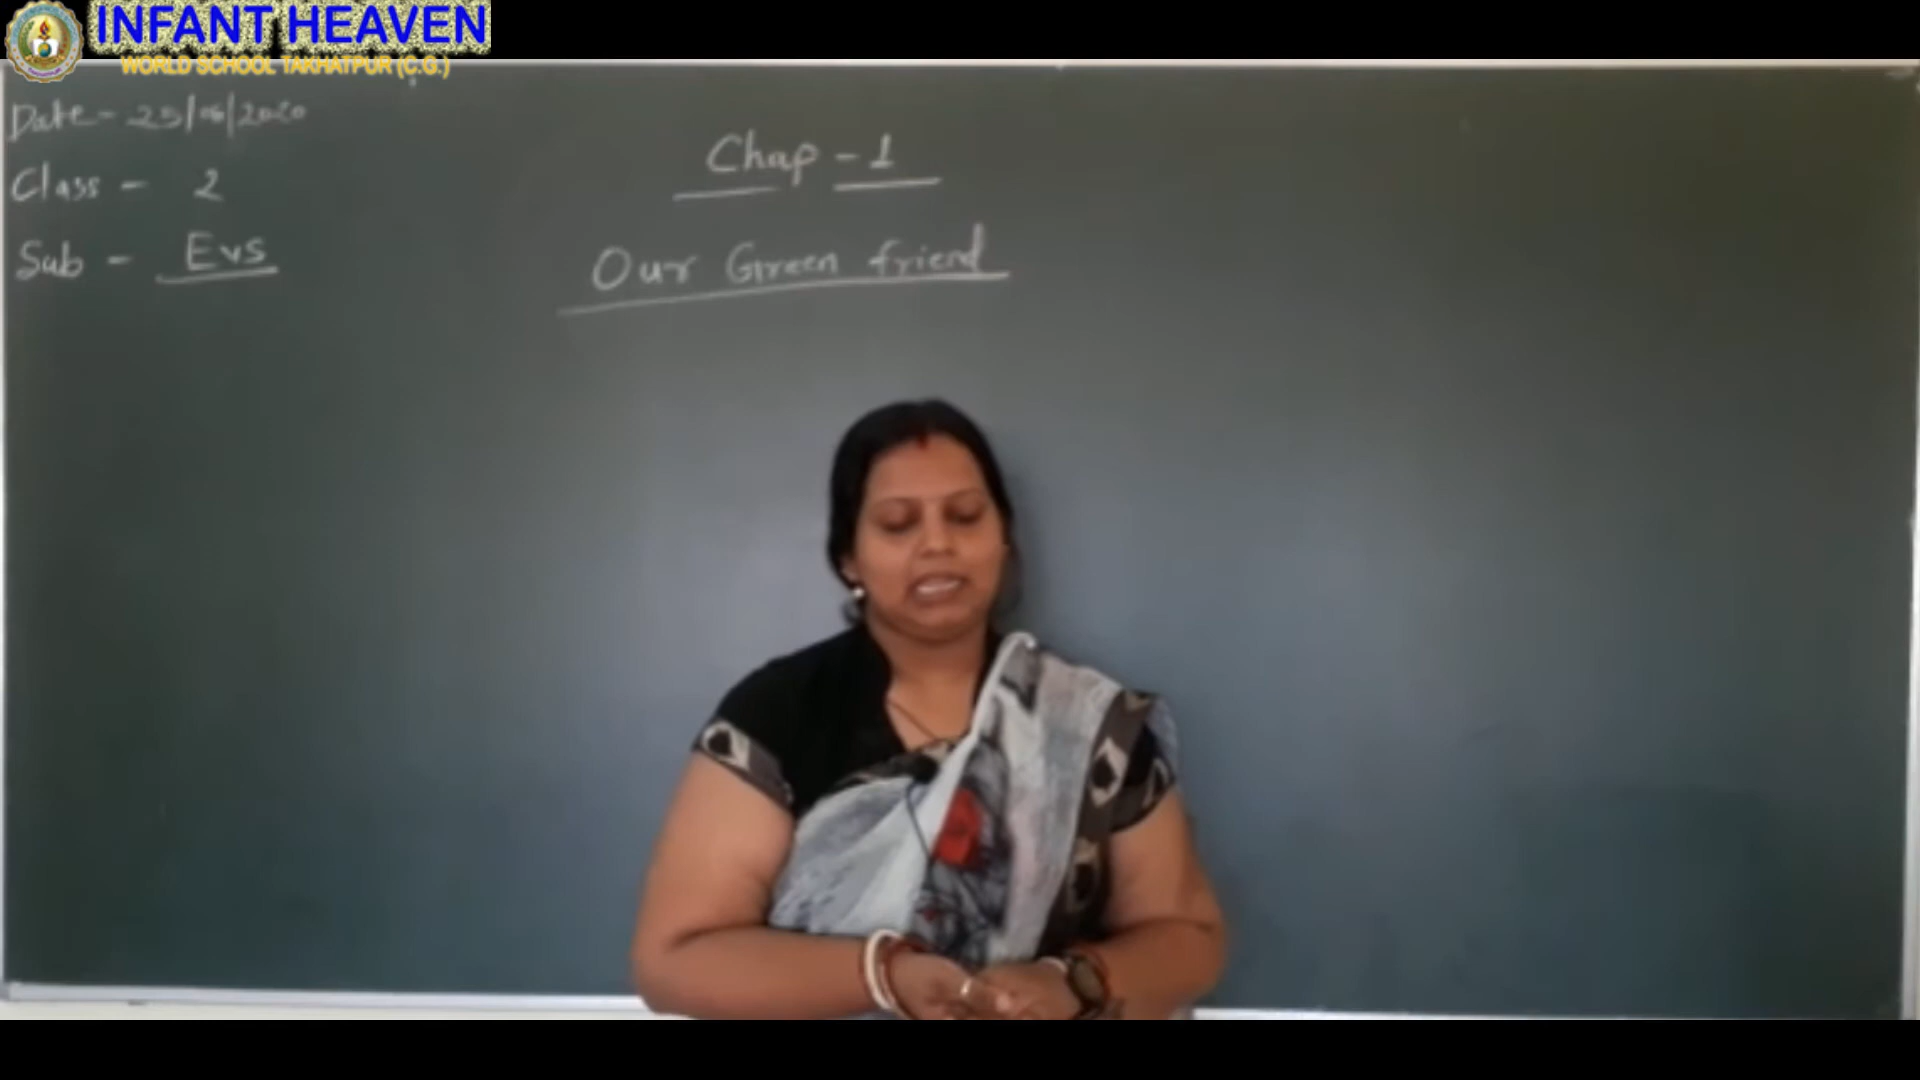 INFANT HEAVEN
WORLD SCHOOL TAKHATPUR (C.G.)
Date - 25/06/2020
Class - 2
Sub - Evs
Chap - 1
Our Green friend